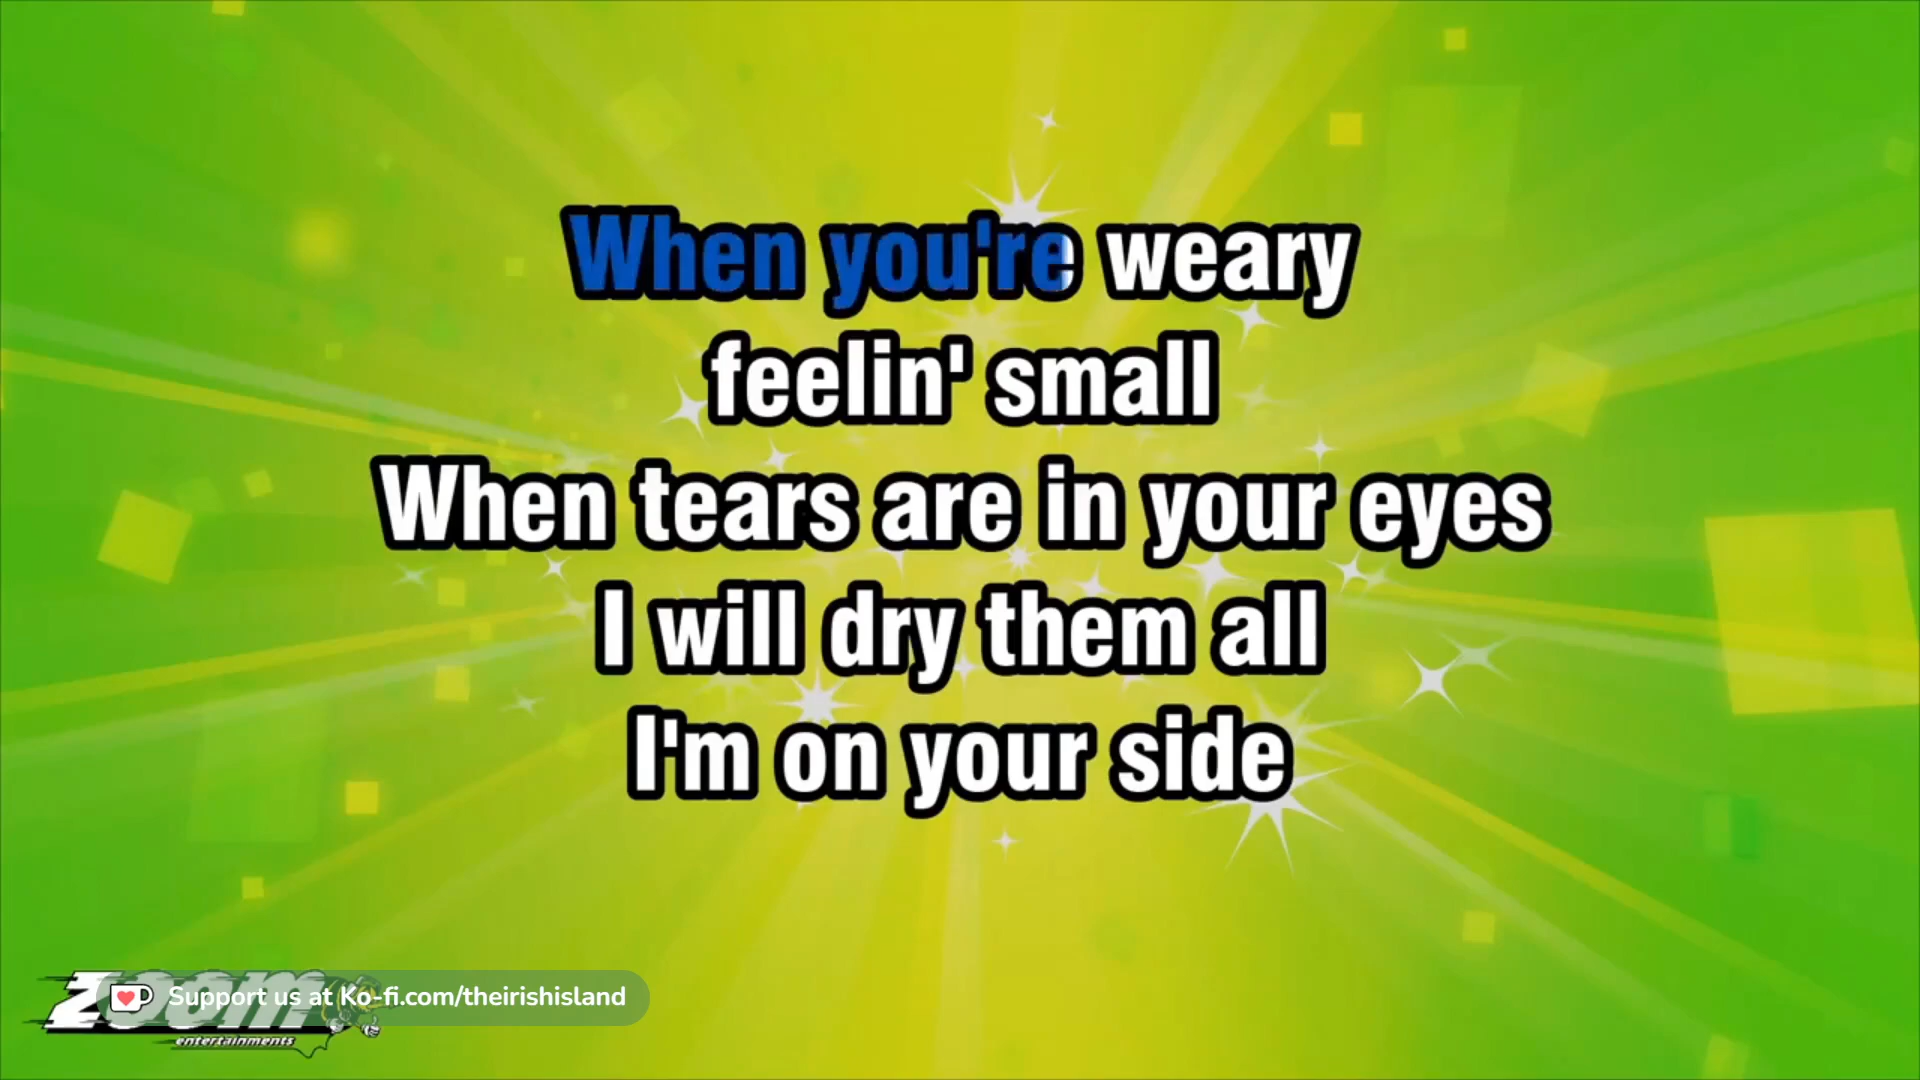 When you're weary
feelin' small
When tears are in your eyes
I will dry them all
I'm on your side
Zoom
Support us at Ko-fi.com/theirishisland
entertainments